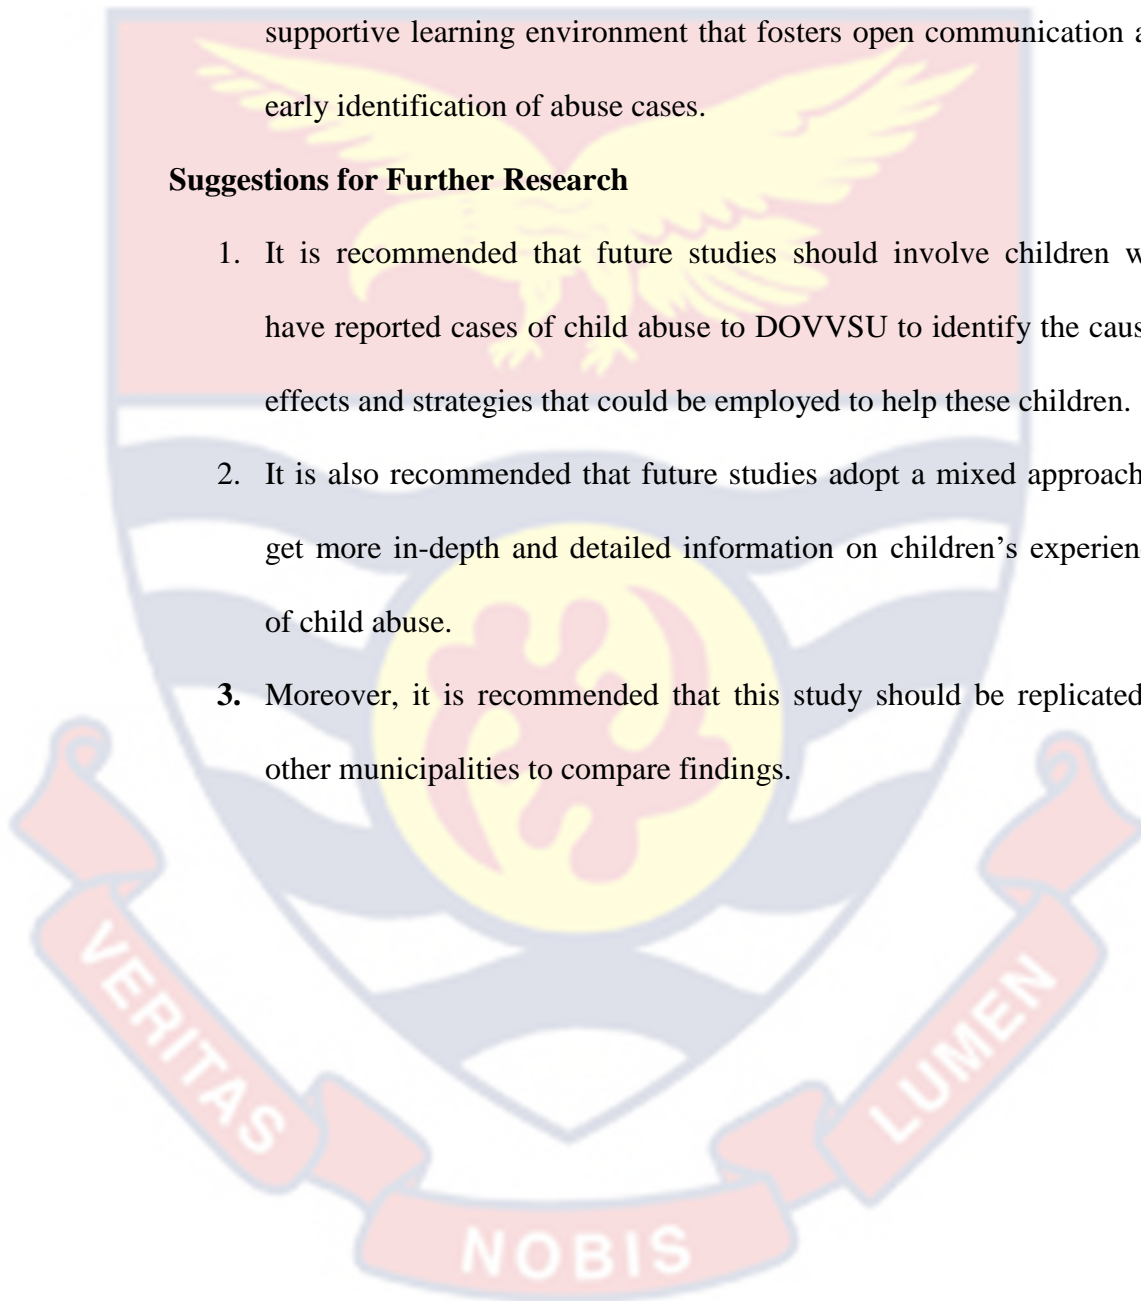 supportive learning environment that fosters open communication a
early identification of abuse cases.
Suggestions for Further Research
1. It is recommended that future studies should involve children w
have reported cases of child abuse to DOVVSU to identify the caus
effects and strategies that could be employed to help these children.
2. It is also recommended that future studies adopt a mixed approach
get more in-depth and detailed information on children’s experien
of child abuse.
3. Moreover, it is recommended that this study should be replicated
other municipalities to compare findings.
VERITAS
NOBIS
LUMEN